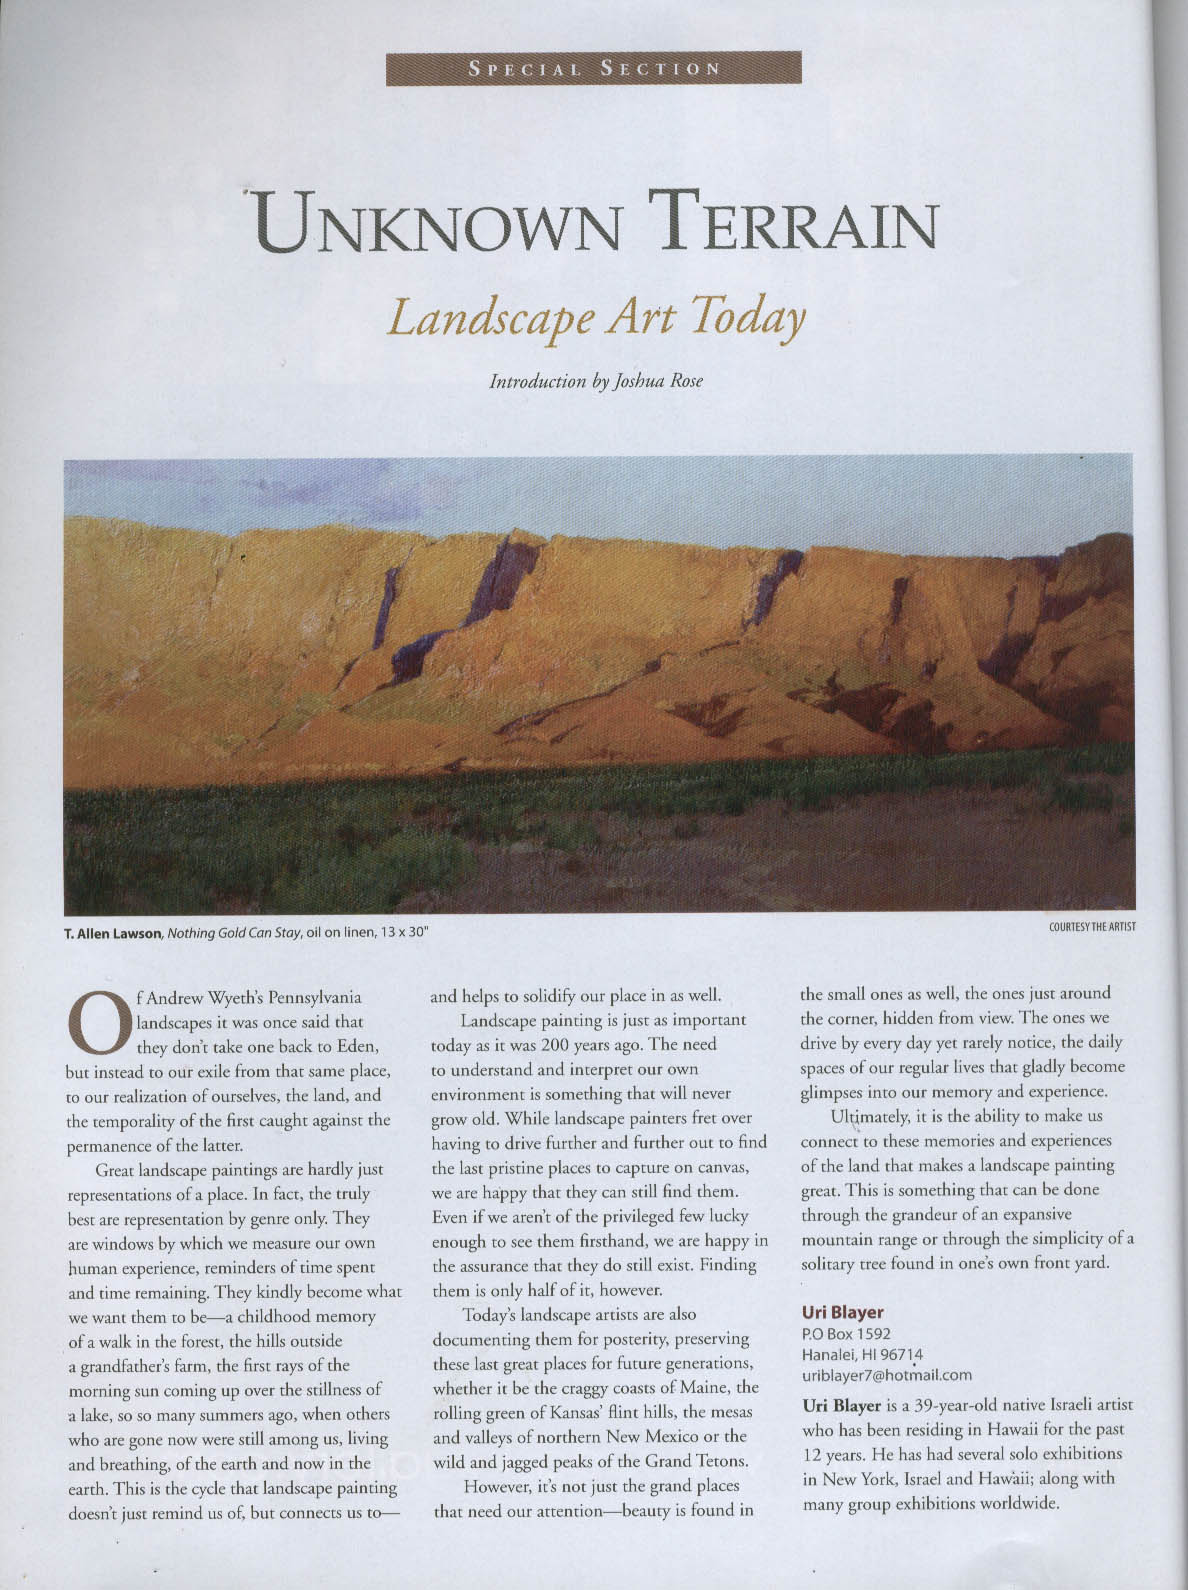 SPECIAL SECTION
UNKNOWN TERRAIN
Landscape Art Today
Introduction by Joshua Rose
T. Allen Lawson, Nothing Gold Can Stay, oil on linen, 13 x 30"
COURTESY THE ARTIST
Of Andrew Wyeth's Pennsylvania
landscapes it was once said that
they don't take one back to Eden,
but instead to our exile from that same place,
to our realization of ourselves, the land, and
the temporality of the first caught against the
permanence of the latter.
Great landscape paintings are hardly just
representations of a place. In fact, the truly
best are representation by genre only. They
are windows by which we measure our own
human experience, reminders of time spent
and time remaining. They kindly become what
we want them to be—a childhood memory
of a walk in the forest, the hills outside
a grandfather's farm, the first rays of the
morning sun coming up over the stillness of
a lake, so so many summers ago, when others
who are gone now were still among us, living
and breathing, of the earth and now in the
earth. This is the cycle that landscape painting
doesn't just remind us of, but connects us to—
and helps to solidify our place in as well.
Landscape painting is just as important
today as it was 200 years ago. The need
to understand and interpret our own
environment is something that will never
grow old. While landscape painters fret over
having to drive further and further out to find
the last pristine places to capture on canvas,
we are happy that they can still find them.
Even if we aren't of the privileged few lucky
enough to see them firsthand, we are happy in
the assurance that they do still exist. Finding
them is only half of it, however.
Today's landscape artists are also
documenting them for posterity, preserving
these last great places for future generations,
whether it be the craggy coasts of Maine, the
rolling green of Kansas' flint hills, the mesas
and valleys of northern New Mexico or the
wild and jagged peaks of the Grand Tetons.
However, it's not just the grand places
that need our attention—beauty is found in
the small ones as well, the ones just around
the corner, hidden from view. The ones we
drive by every day yet rarely notice, the daily
spaces of our regular lives that gladly become
glimpses into our memory and experience.
Ultimately, it is the ability to make us
connect to these memories and experiences
of the land that makes a landscape painting
great. This is something that can be done
through the grandeur of an expansive
mountain range or through the simplicity of a
solitary tree found in one's own front yard.
Uri Blayer
P.O Box 1592
Hanalei, HI 96714
uriblayer7@hotmail.com
Uri Blayer is a 39-year-old native Israeli artist
who has been residing in Hawaii for the past
12 years. He has had several solo exhibitions
in New York, Israel and Hawaii; along with
many group exhibitions worldwide.